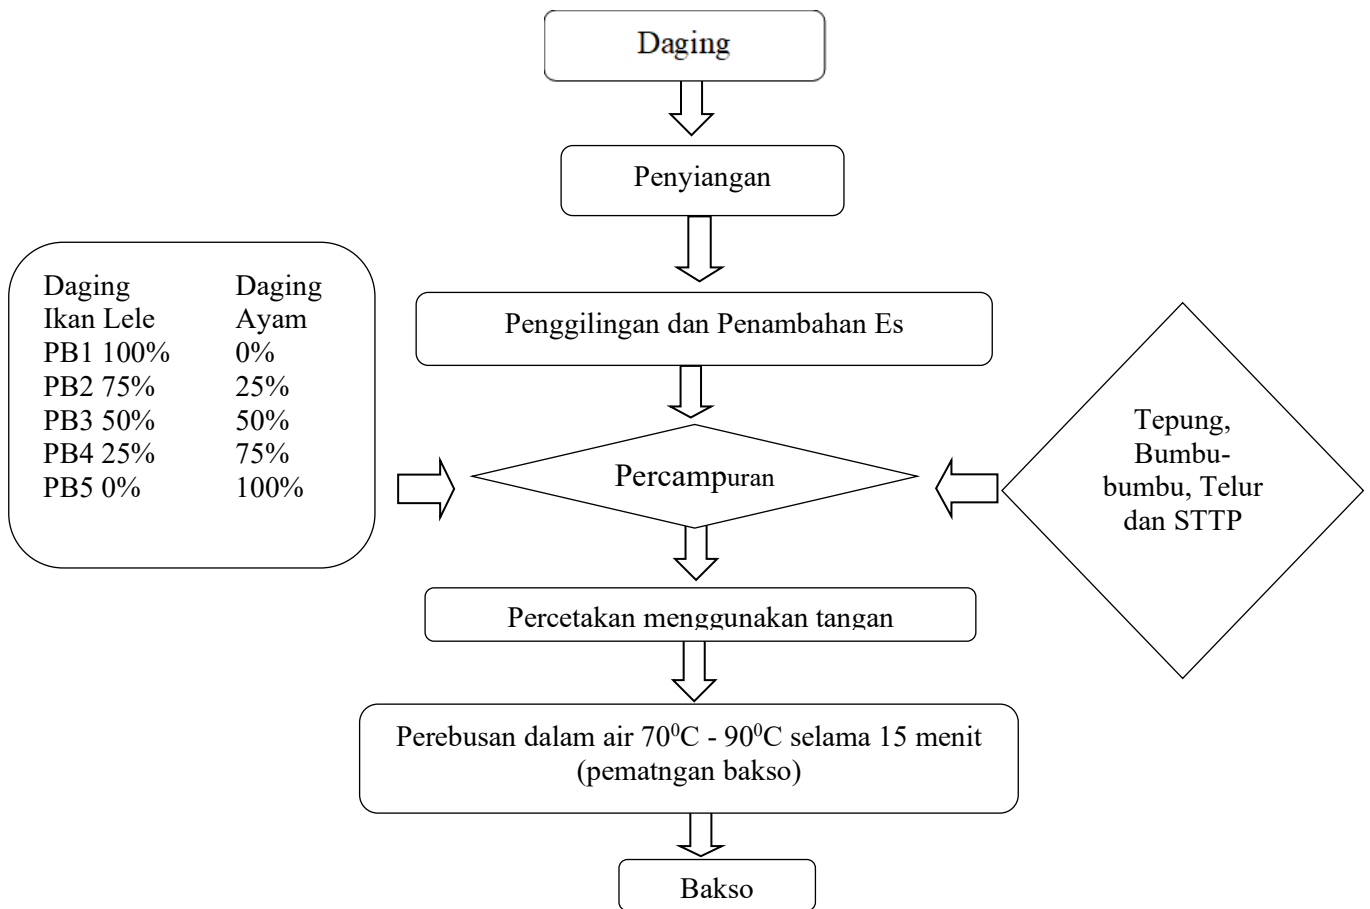 Daging
Penyiangan
Penggilingan dan Penambahan Es
Daging Daging
Ikan Lele Ayam
PB1 100% 0%
PB2 75% 25%
PB3 50% 50%
PB4 25% 75%
PB5 0% 100%
Percampuran
Tepung,
Bumbu-
bumbu, Telur
dan STTP
Percetakan menggunakan tangan
Perebusan dalam air 70⁰C - 90⁰C selama 15 menit
(pematngan bakso)
Bakso